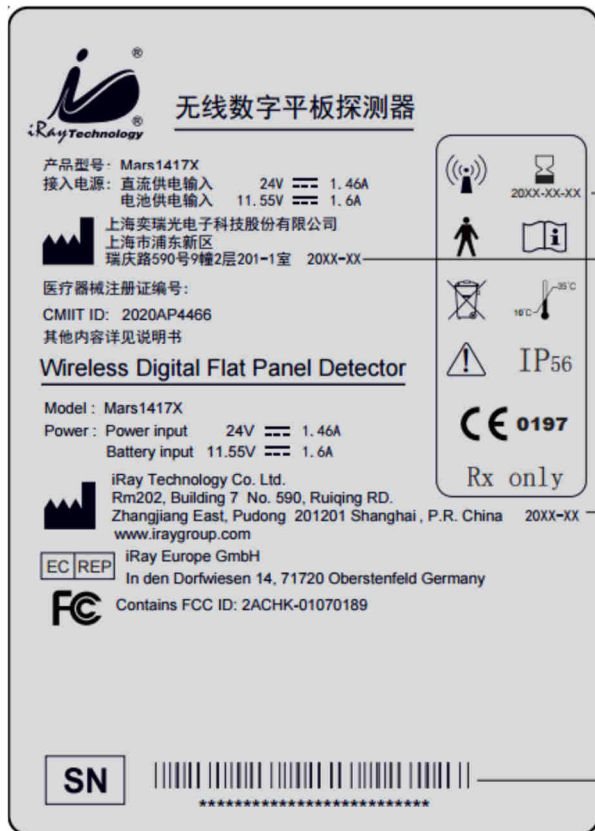 ®
iRayTechnology®
无线数字平板探测器
产品型号: Mars1417X
接入电源: 直流供电输入 24V 1.46A
电池供电输入 11.55V 1.6A
上海奕瑞光电子科技股份有限公司
上海市浦东新区
瑞庆路590号9幢2层201-1室 20XX-XX
医疗器械注册证编号:
CMIIT ID: 2020AP4466
其他内容详见说明书
Wireless Digital Flat Panel Detector
Model : Mars1417X
Power : Power input 24V 1.46A
Battery input 11.55V 1.6A
iRay Technology Co. Ltd.
Rm202, Building 7 No. 590, Ruiqing RD.
Zhangjiang East, Pudong 201201 Shanghai , P.R. China 20XX-XX
www.iraygroup.com
EC REP iRay Europe GmbH
In den Dorfwiesen 14, 71720 Oberstenfeld Germany
FC Contains FCC ID: 2ACHK-01070189
20XX-XX-XX
i
35°C
10°C
IP56
CE 0197
Rx only
SN
**************************